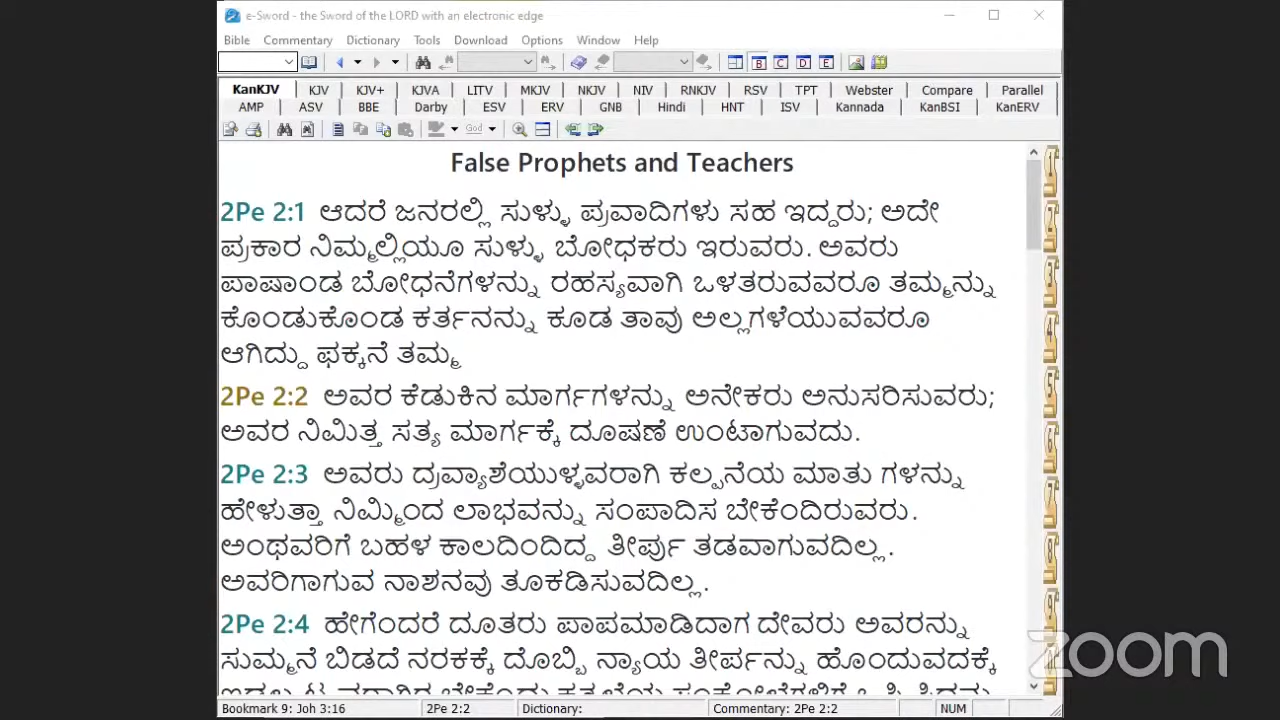 e-Sword - the Sword of the LORD with an electronic edge
Bible Commentary Dictionary Tools Download Options Window Help
KanKJV KJV KJV+ KJVA LITV MKJV NKJV NIV RNKJV RSV TPT Webster Compare Parallel
AMP ASV BBE Darby ESV ERV GNB Hindi HNT ISV Kannada KanBSI KanERV
God
False Prophets and Teachers
2Pe 2:1 ಆದರೆ ಜನರಲ್ಲಿ ಸುಳ್ಳು ಪ್ರವಾದಿಗಳು ಸಹ ಇದ್ದರು; ಅದೇ
ಪ್ರಕಾರ ನಿಮ್ಮಲ್ಲಿಯೂ ಸುಳ್ಳು ಬೋಧಕರು ಇರುವರು. ಅವರು
ಪಾಷಾಂಡ ಬೋಧನೆಗಳನ್ನು ರಹಸ್ಯವಾಗಿ ಒಳತರುವವರೂ ತಮ್ಮನ್ನು
ಕೊಂಡುಕೊಂಡ ಕರ್ತನನ್ನು ಕೂಡ ತಾವು ಅಲ್ಲಗಳೆಯುವವರೂ
ಆಗಿದ್ದು ಫಕ್ಕನೆ ತಮ್ಮ
2Pe 2:2 ಅವರ ಕೆಡುಕಿನ ಮಾರ್ಗಗಳನ್ನು ಅನೇಕರು ಅನುಸರಿಸುವರು;
ಅವರ ನಿಮಿತ್ತ ಸತ್ಯ ಮಾರ್ಗಕ್ಕೆ ದೂಷಣೆ ಉಂಟಾಗುವದು.
2Pe 2:3 ಅವರು ದ್ರವ್ಯಾಶೆಯುಳ್ಳವರಾಗಿ ಕಲ್ಪನೆಯ ಮಾತು ಗಳನ್ನು
ಹೇಳುತ್ತಾ ನಿಮ್ಮಿಂದ ಲಾಭವನ್ನು ಸಂಪಾದಿಸ ಬೇಕೆಂದಿರುವರು.
ಅಂಥವರಿಗೆ ಬಹಳ ಕಾಲದಿಂದಿದ್ದ ತೀರ್ಪು ತಡವಾಗುವದಿಲ್ಲ.
ಅವರಿಗಾಗುವ ನಾಶನವು ತೂಕಡಿಸುವದಿಲ್ಲ.
2Pe 2:4 ಹೇಗೆಂದರೆ ದೂತರು ಪಾಪಮಾಡಿದಾಗ ದೇವರು ಅವರನ್ನು
ಸುಮ್ಮನೆ ಬಿಡದೆ ನರಕಕ್ಕೆ ದೊಬ್ಬಿ ನ್ಯಾಯ ತೀರ್ಪನ್ನು ಹೊಂದುವದಕ್ಕೆ
zoom
Bookmark 9: Joh 3:16 2Pe 2:2 Dictionary: Commentary: 2Pe 2:2 NUM